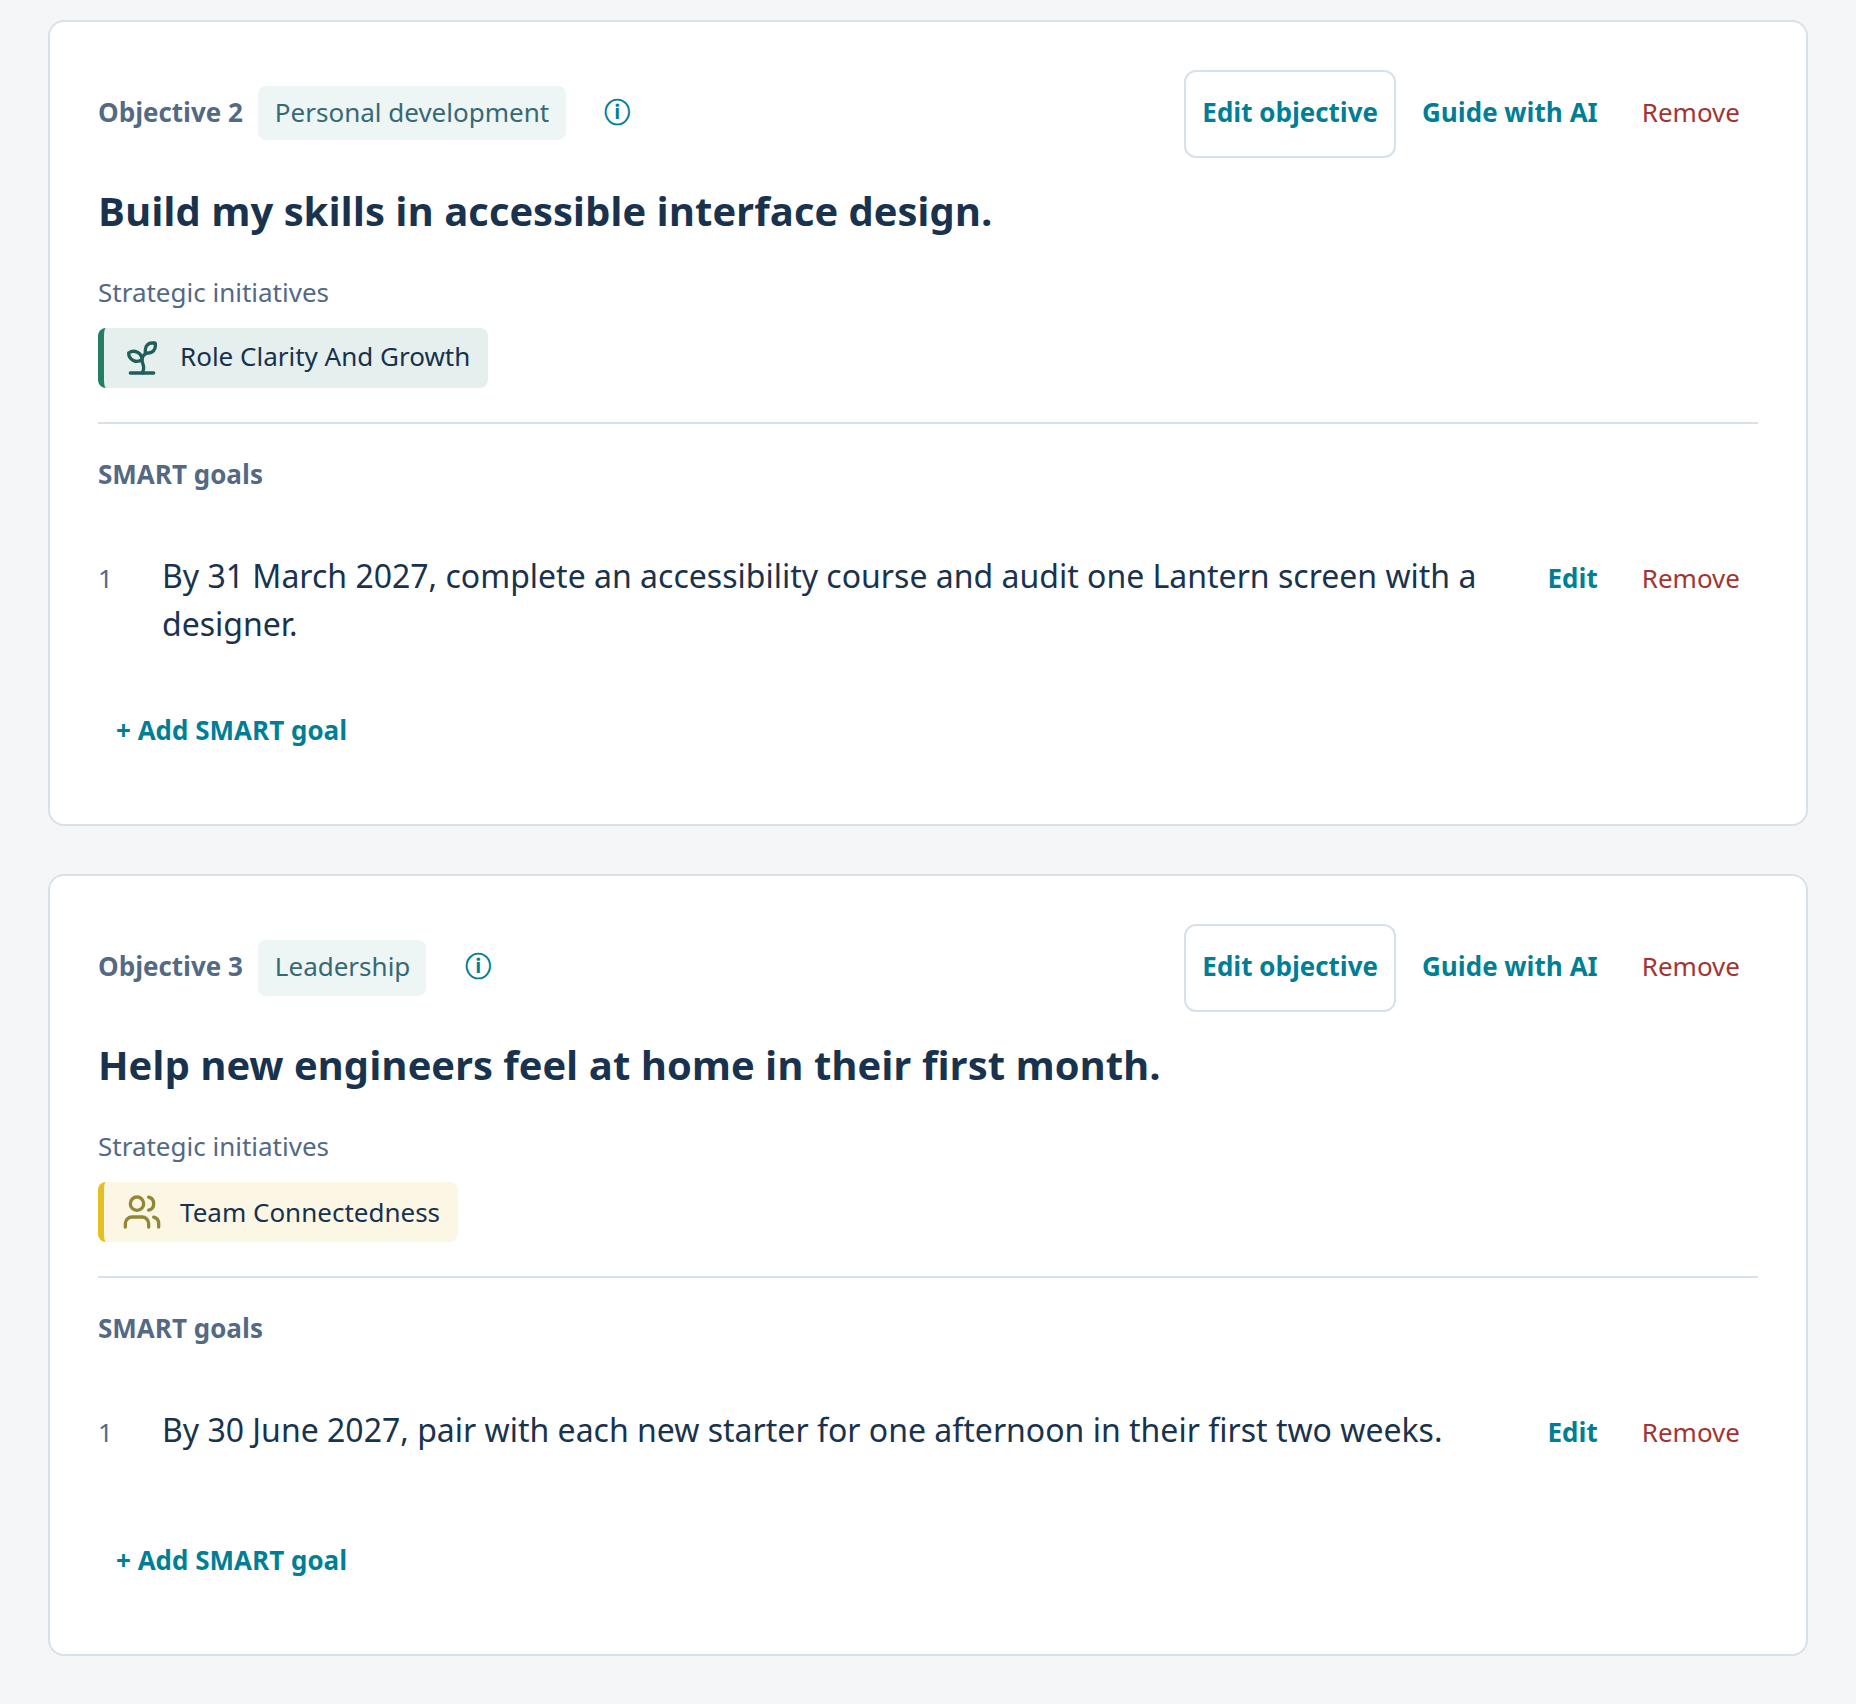 Objective 2 Personal development Edit objective Guide with AI Remove
Build my skills in accessible interface design.
Strategic initiatives
Role Clarity And Growth
SMART goals
1 By 31 March 2027, complete an accessibility course and audit one Lantern screen with a Edit Remove
designer.
+ Add SMART goal
Objective 3 Leadership Edit objective Guide with AI Remove
Help new engineers feel at home in their first month.
Strategic initiatives
Team Connectedness
SMART goals
1 By 30 June 2027, pair with each new starter for one afternoon in their first two weeks. Edit Remove
+ Add SMART goal